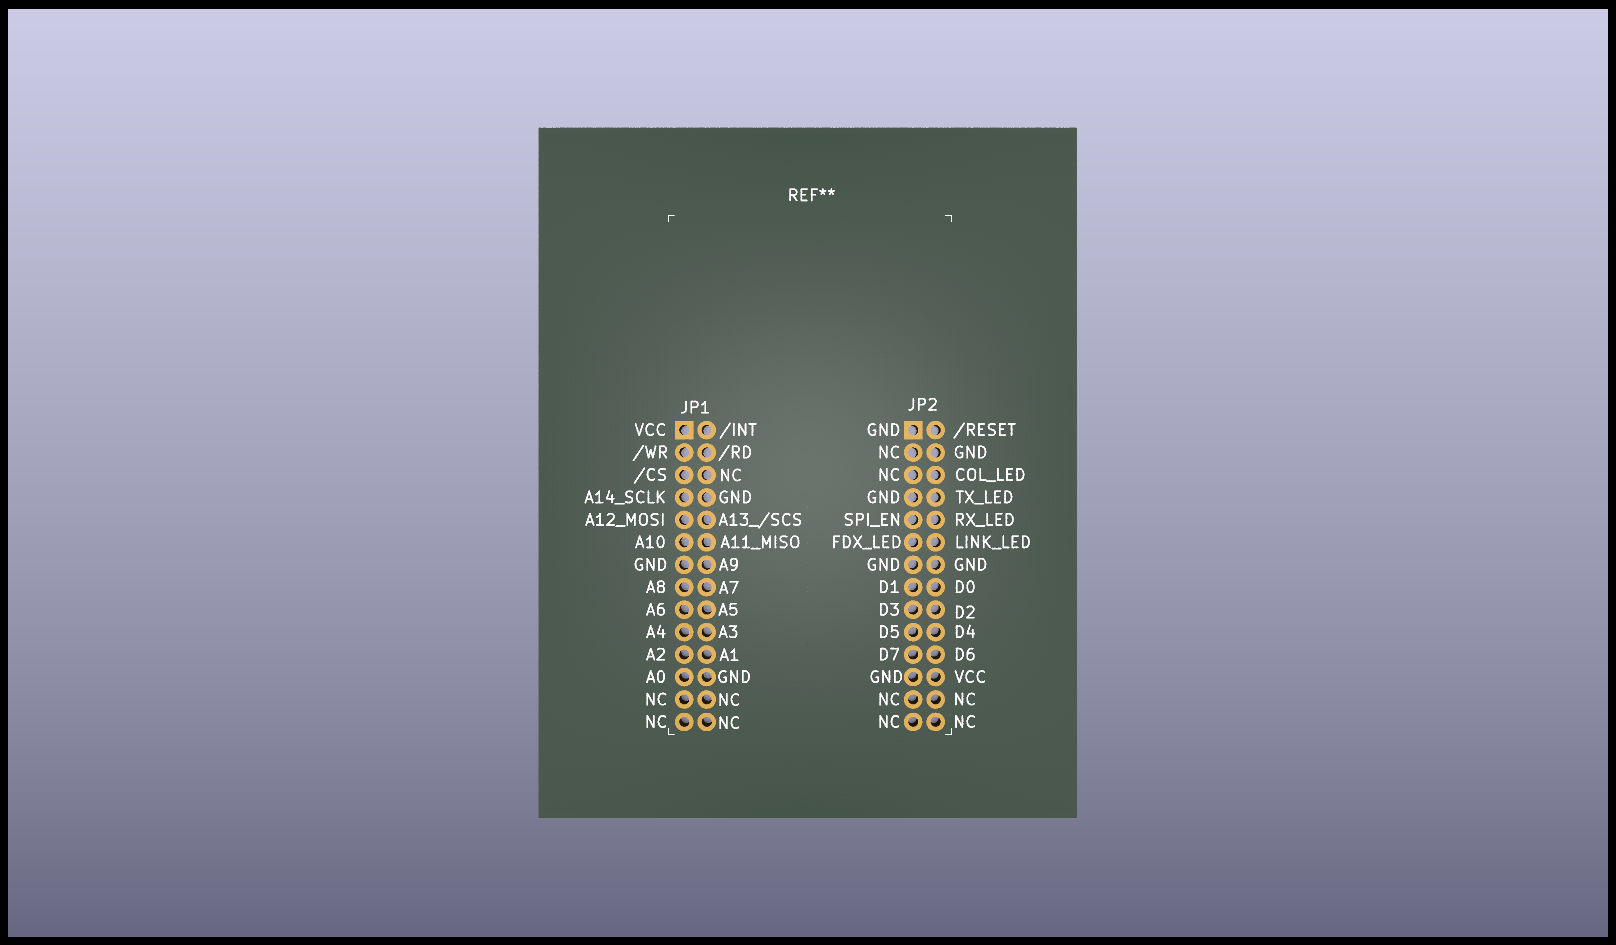 REF**
JP1 JP2
VCC /INT GND /RESET
/WR /RD NC GND
/CS NC NC COL_LED
A14_SCLK GND GND TX_LED
A12_MOSI A13_/SCS SPI_EN RX_LED
A10 A11_MISO FDX_LED LINK_LED
GND A9 GND GND
A8 A7 D1 D0
A6 A5 D3 D2
A4 A3 D5 D4
A2 A1 D7 D6
A0 GND GND VCC
NC NC NC NC
NC NC NC NC